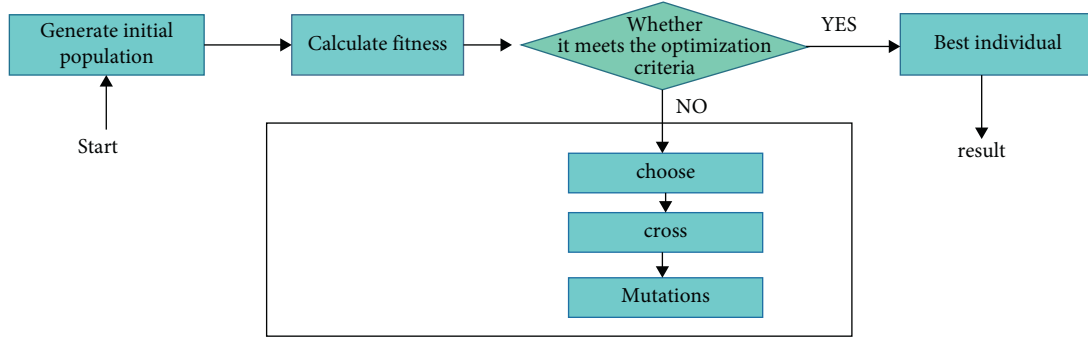 Generate initial
population
Calculate fitness
Whether
it meets the optimization
criteria
YES
Best individual
NO
Start
result
choose
cross
Mutations